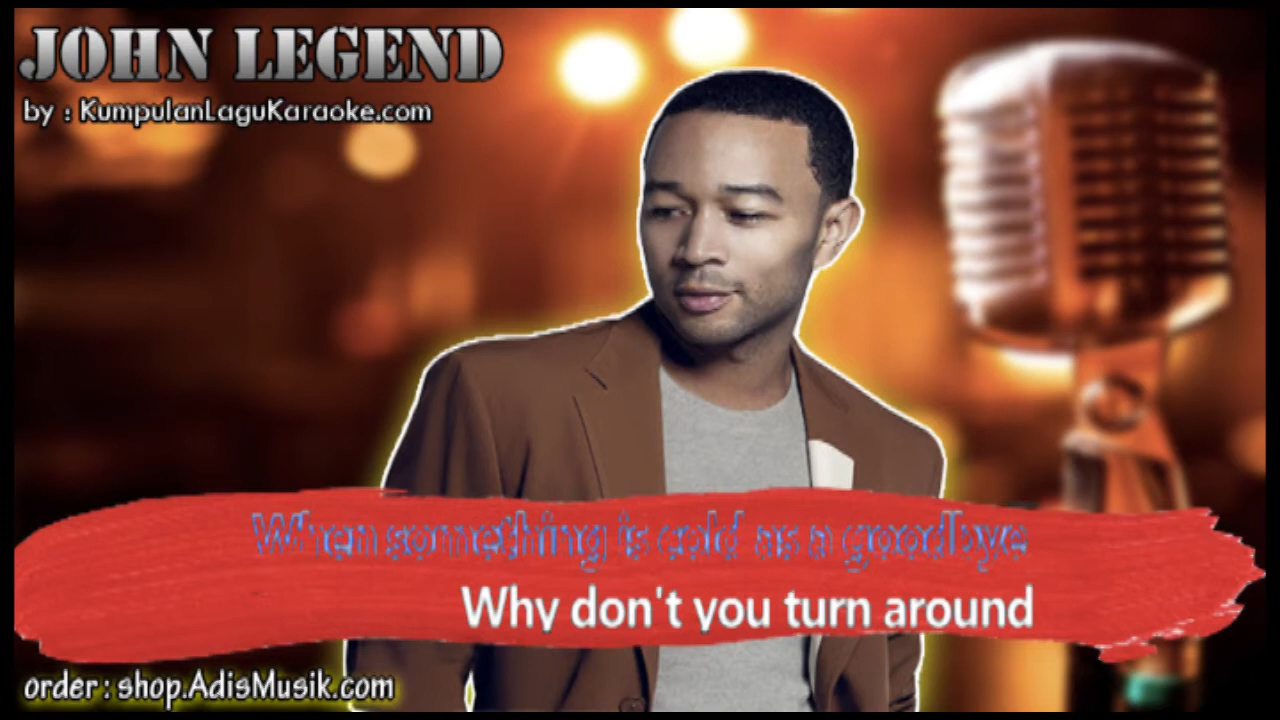 JOHN LEGEND
by : KumpulanLaguKaraoke.com
When something is cold as a goodbye
Why don't you turn around
order : shop.AdisMusik.com